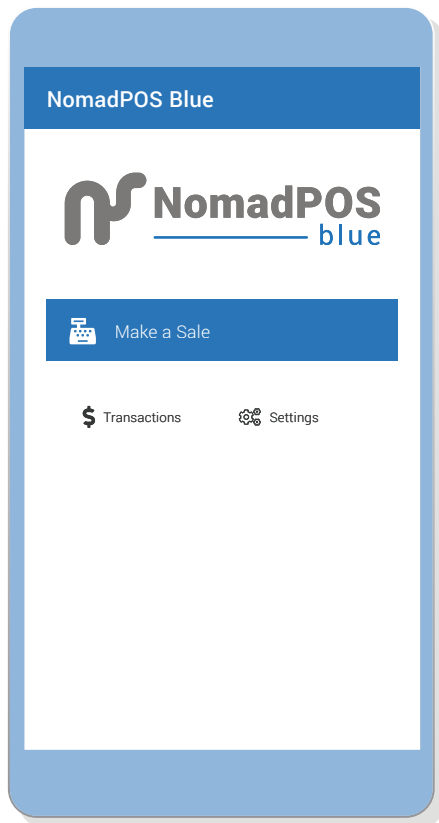 NomadPOS Blue
NomadPOS
blue
Make a Sale
$ Transactions
Settings